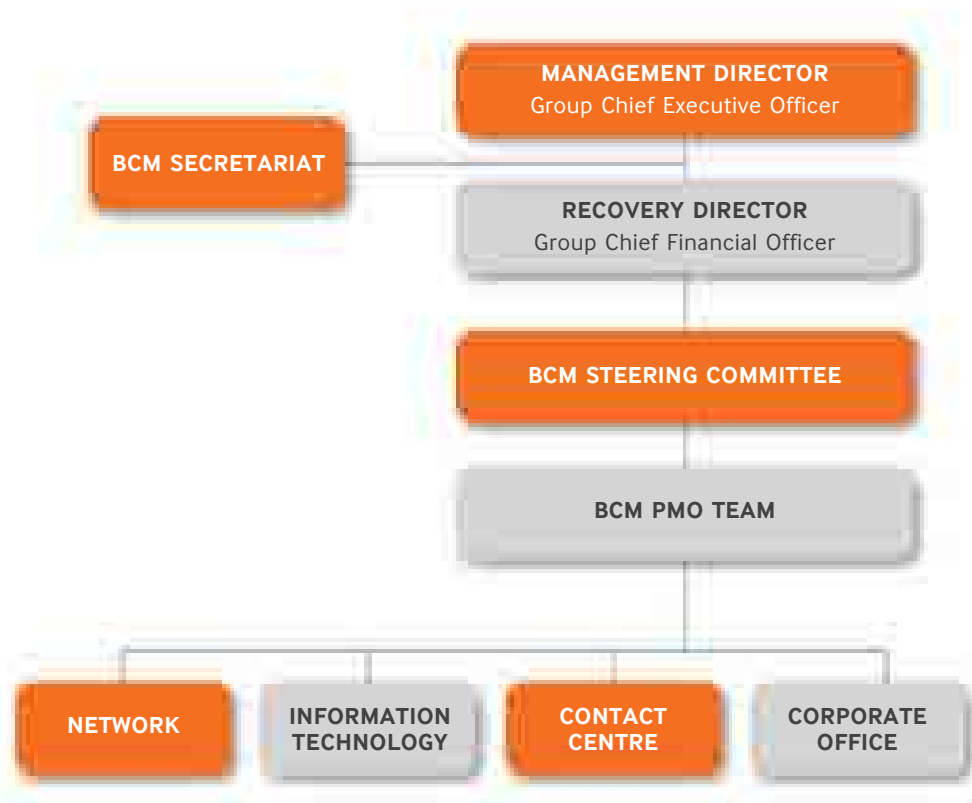 MANAGEMENT DIRECTOR
Group Chief Executive Officer
BCM SECRETARIAT
RECOVERY DIRECTOR
Group Chief Financial Officer
BCM STEERING COMMITTEE
BCM PMO TEAM
NETWORK
INFORMATION
TECHNOLOGY
CONTACT
CENTRE
CORPORATE
OFFICE